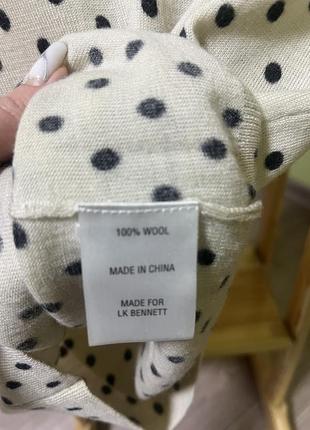 100% WOOL
MADE IN CHINA
MADE FOR
LK BENNETT